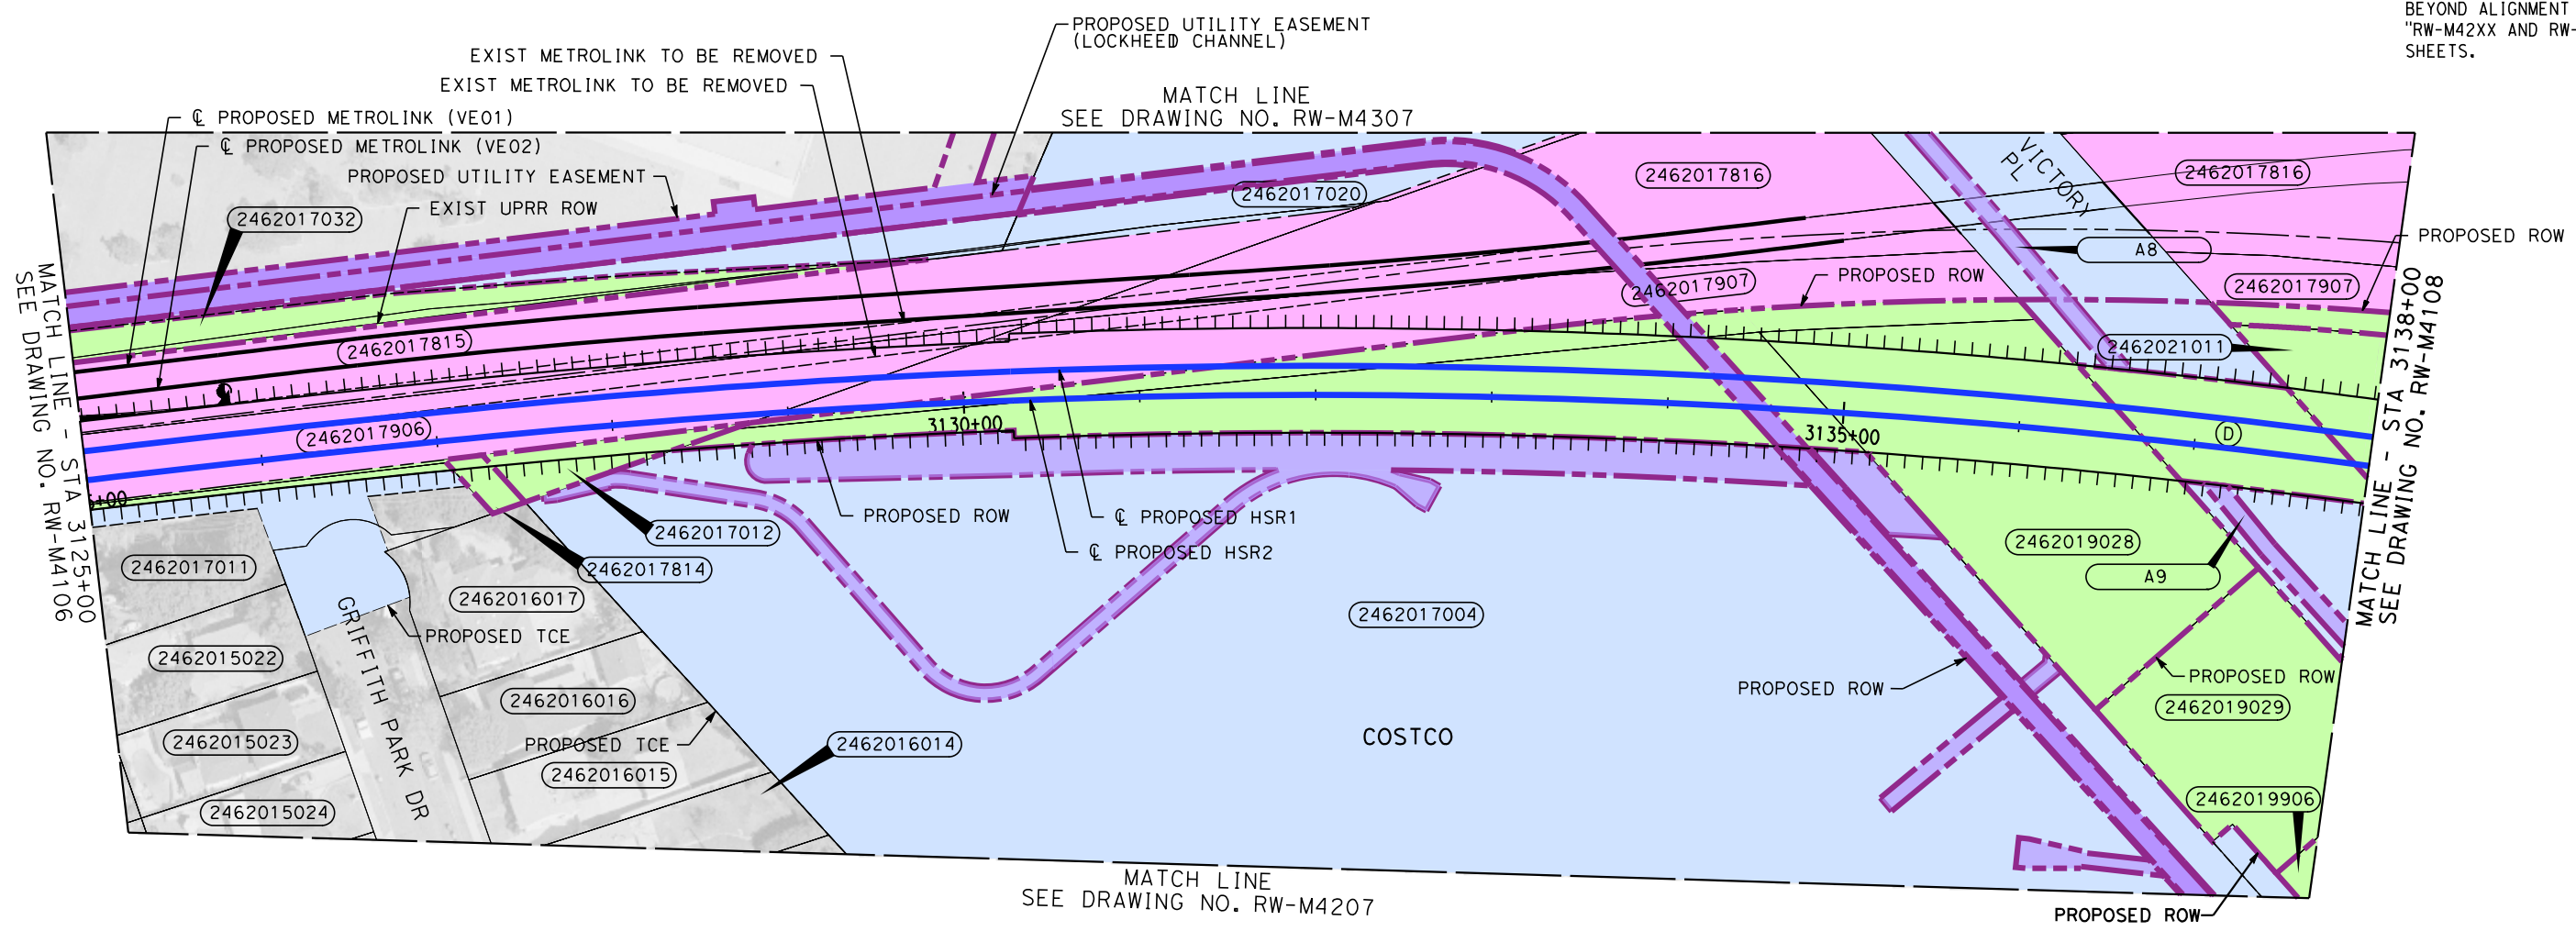 BEYOND ALIGNMENT
"RW-M42XX AND RW-
SHEETS.
PROPOSED UTILITY EASEMENT
(LOCKHEED CHANNEL)
EXIST METROLINK TO BE REMOVED
EXIST METROLINK TO BE REMOVED
MATCH LINE
SEE DRAWING NO. RW-M4307
℄ PROPOSED METROLINK (VE01)
℄ PROPOSED METROLINK (VE02)
PROPOSED UTILITY EASEMENT
EXIST UPRR ROW
2462017032
2462017020
2462017816
VICTORY
PL
2462017816
A8
PROPOSED ROW
PROPOSED ROW
2462017907
2462017907
2462017815
2462021011
MATCH LINE - STA 3125+00
SEE DRAWING NO. RW-M4106
MATCH LINE - STA 3138+00
SEE DRAWING NO. RW-M4108
2462017906
3130+00
3135+00
D
5+00
PROPOSED ROW
℄ PROPOSED HSR1
℄ PROPOSED HSR2
2462017012
2462017814
2462017011
2462016017
2462019028
A9
2462017004
GRIFFITH PARK DR
PROPOSED TCE
2462015022
2462016016
PROPOSED ROW
PROPOSED ROW
2462019029
2462015023
PROPOSED TCE
2462016014
COSTCO
2462016015
2462015024
2462019906
MATCH LINE
SEE DRAWING NO. RW-M4207
PROPOSED ROW